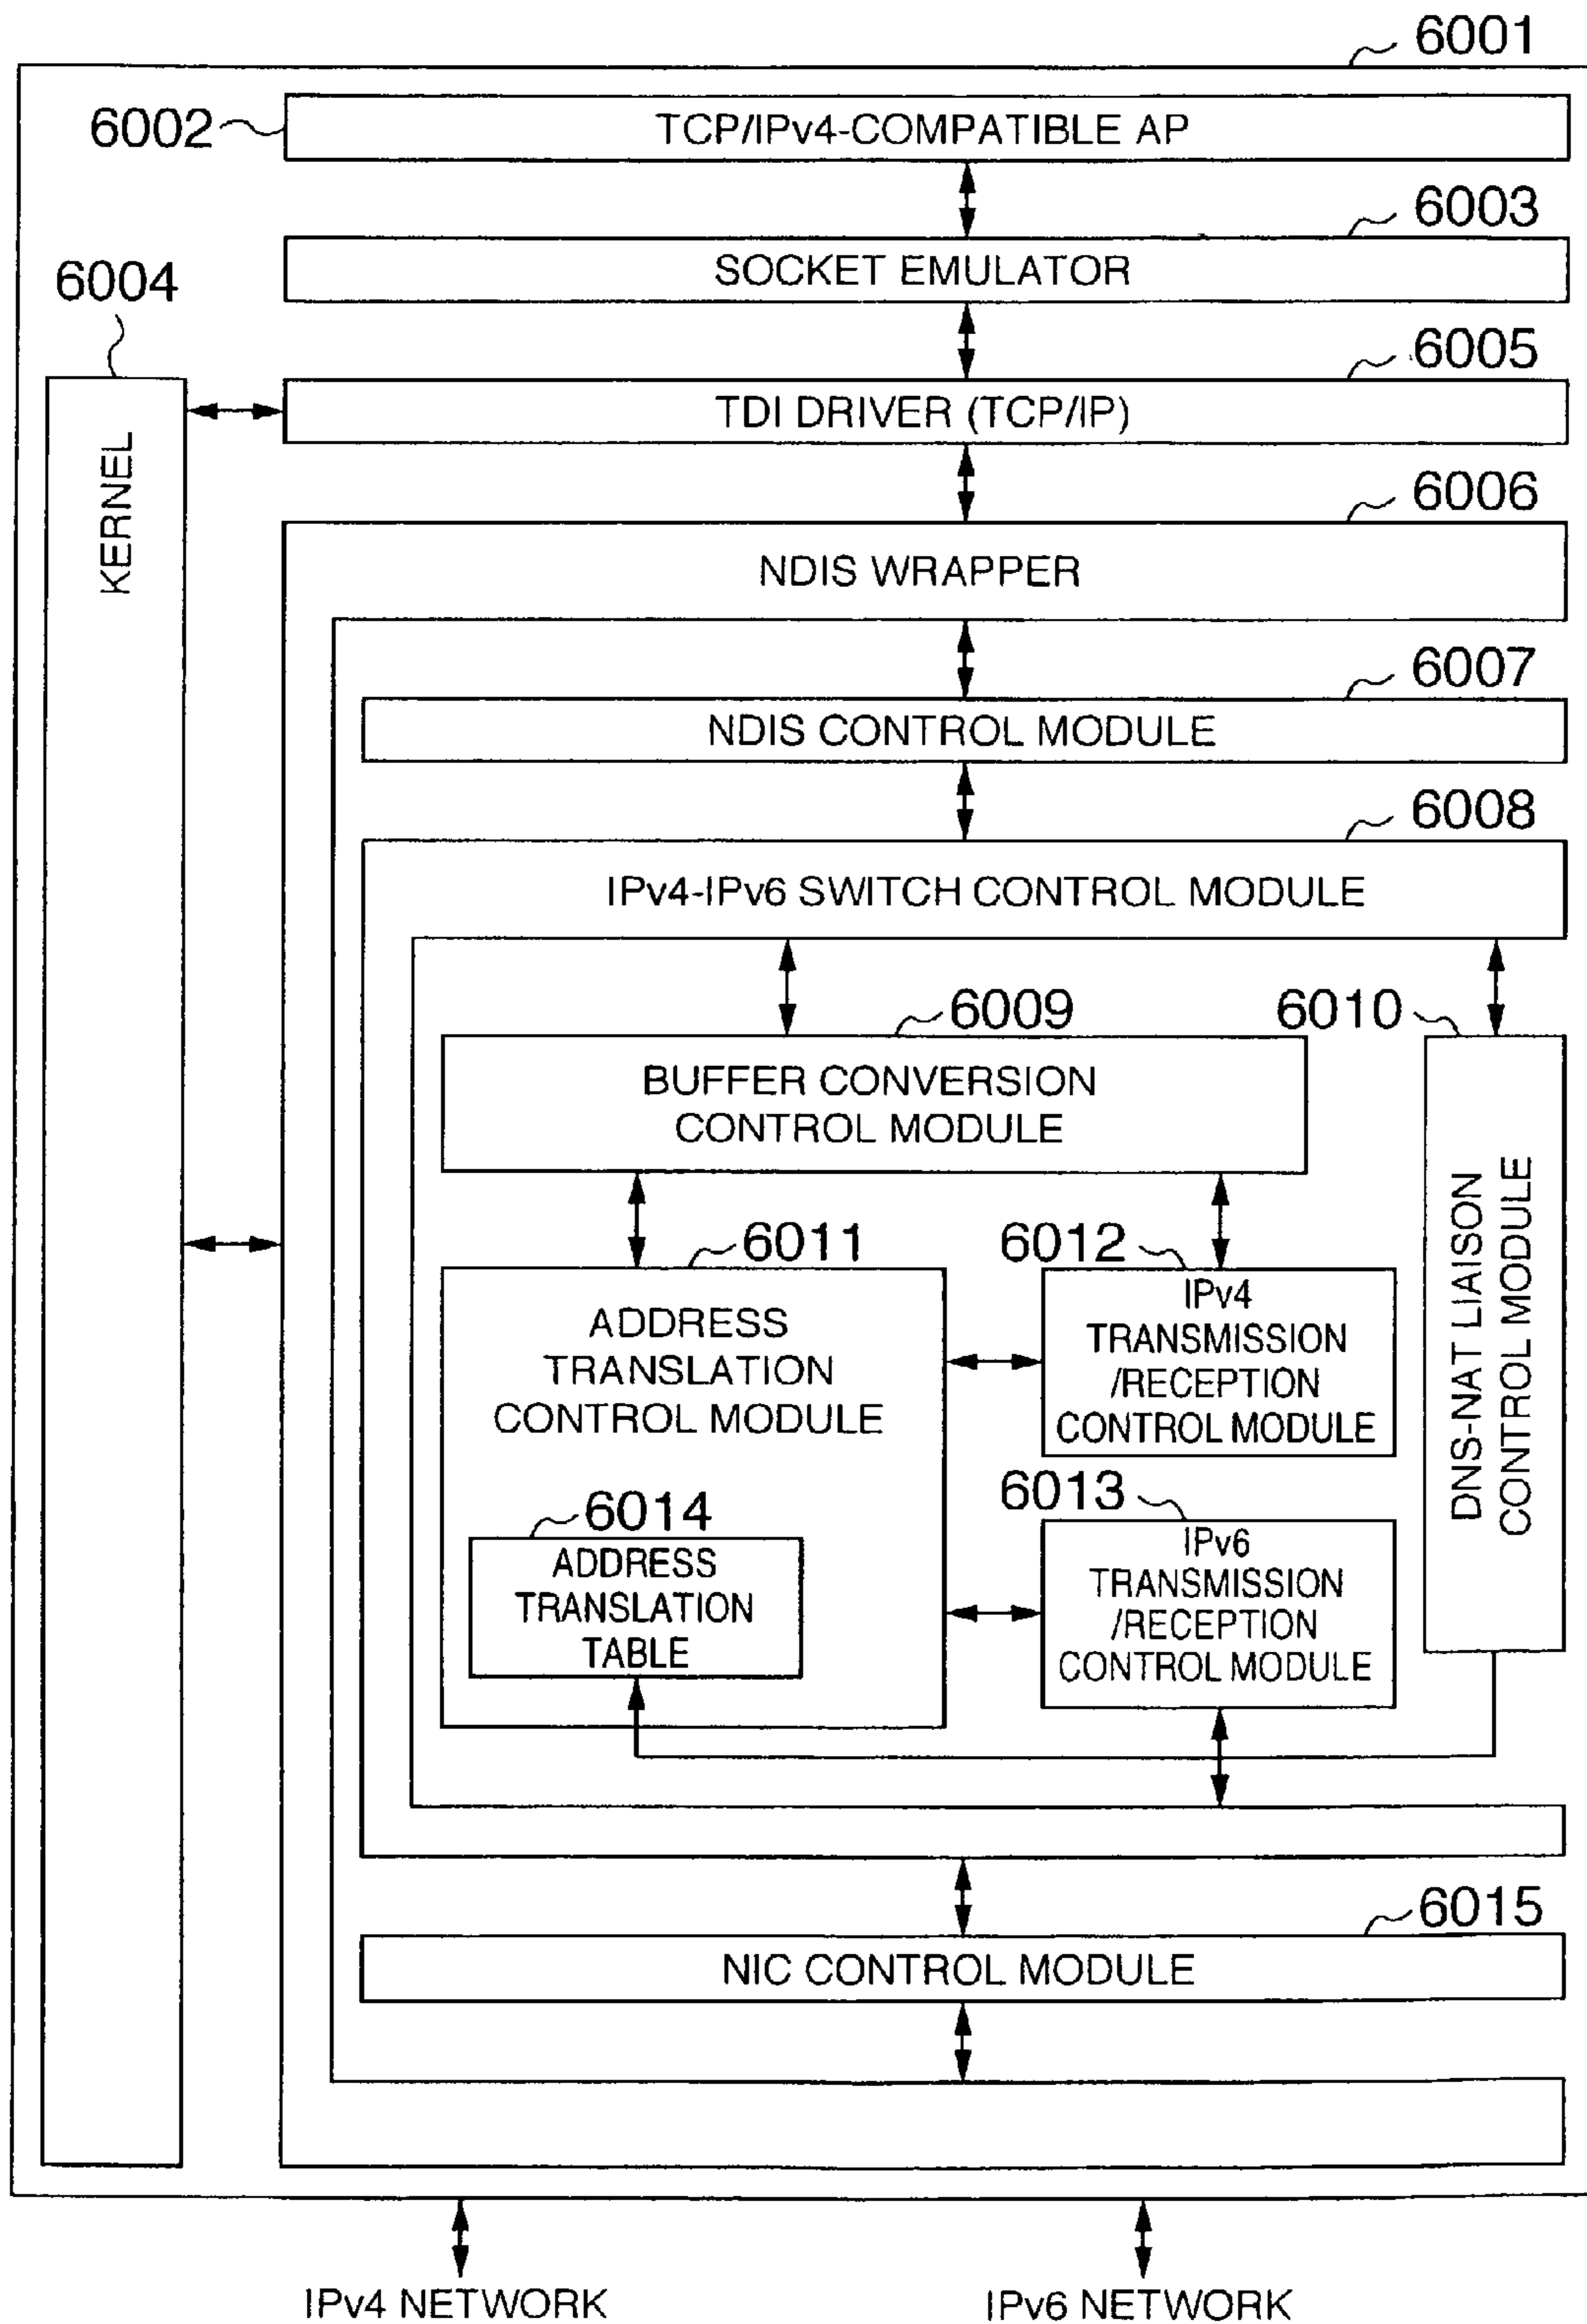 6001
6002
TCP/IPv4-COMPATIBLE AP
6003
SOCKET EMULATOR
6004
6005
TDI DRIVER (TCP/IP)
KERNEL
6006
NDIS WRAPPER
6007
NDIS CONTROL MODULE
6008
IPv4-IPv6 SWITCH CONTROL MODULE
6009
6010
BUFFER CONVERSION
CONTROL MODULE
DNS-NAT LIAISON
CONTROL MODULE
6011
6012
ADDRESS
TRANSLATION
CONTROL MODULE
IPv4
TRANSMISSION
/RECEPTION
CONTROL MODULE
6014
ADDRESS
TRANSLATION
TABLE
6013
IPv6
TRANSMISSION
/RECEPTION
CONTROL MODULE
6015
NIC CONTROL MODULE
IPv4 NETWORK
IPv6 NETWORK